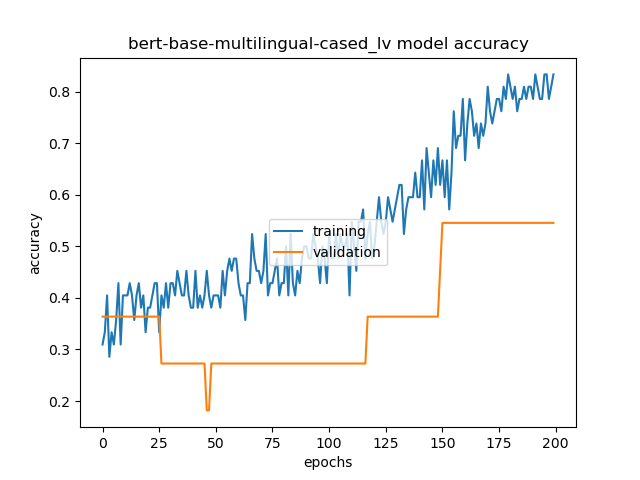 bert-base-multilingual-cased_lv model accuracy
accuracy
0.8
0.7
0.6
0.5
0.4
0.3
0.2
training
validation
0 25 50 75 100 125 150 175 200
epochs